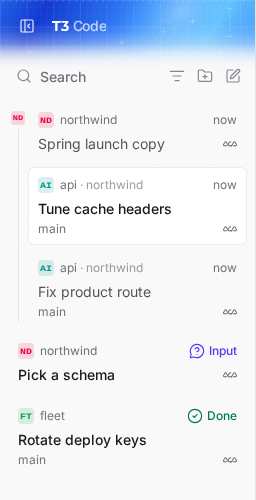 T3 Code
Search
ND
ND northwind now
Spring launch copy
AI api · northwind now
Tune cache headers
main
AI api · northwind now
Fix product route
main
ND northwind Input
Pick a schema
FT fleet Done
Rotate deploy keys
main